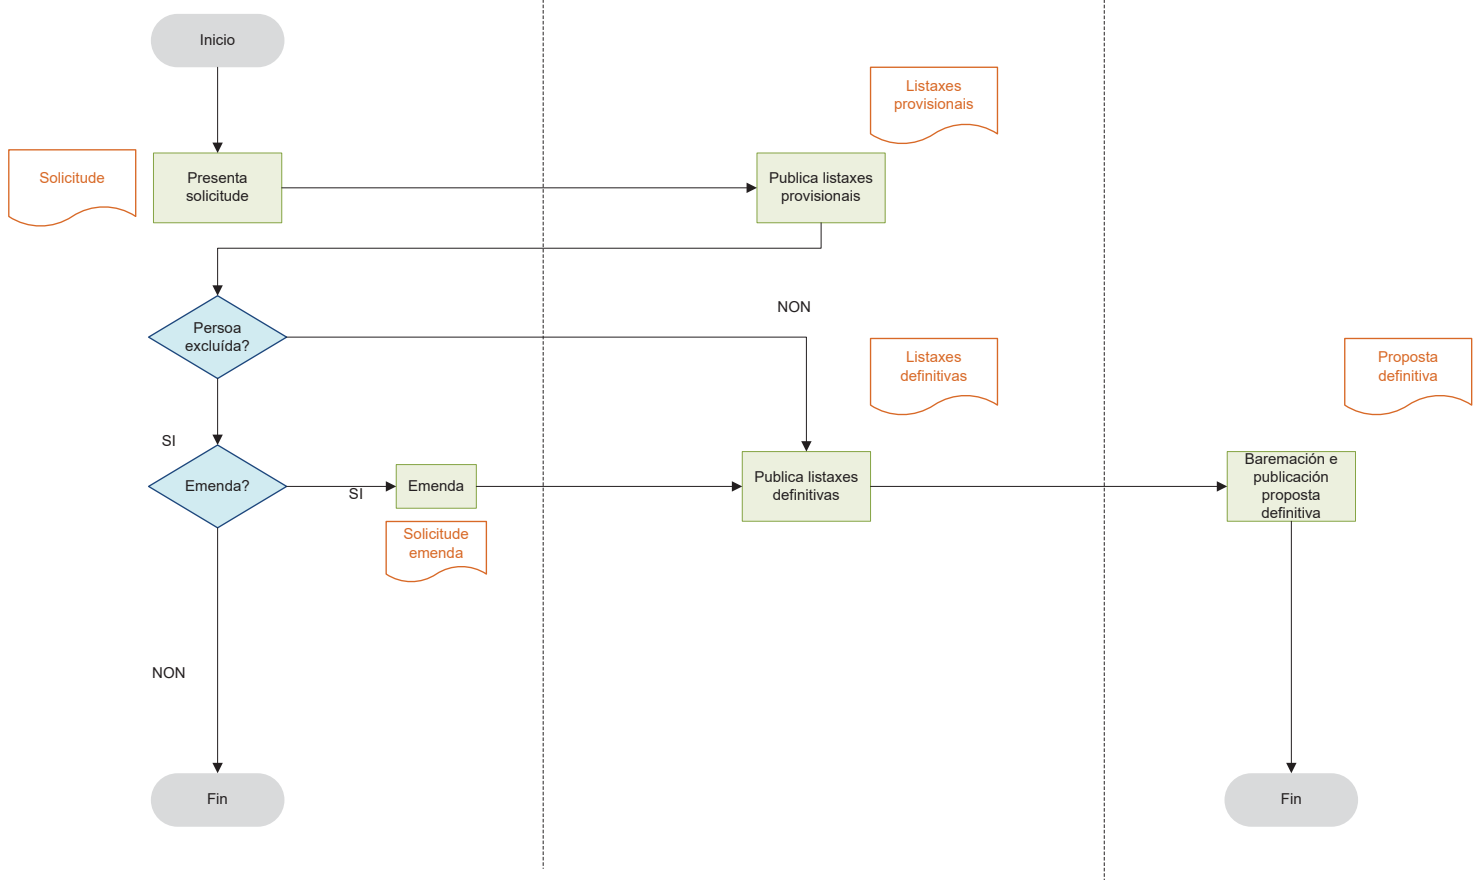 Inicio
Listaxes
provisionais
Solicitude
Presenta
solicitude
Publica listaxes
provisionais
NON
Persoa
excluída?
Listaxes
definitivas
Proposta
definitiva
SI
Emenda?
SI
Emenda
Publica listaxes
definitivas
Baremación e
publicación
proposta
definitiva
Solicitude
emenda
NON
Fin
Fin